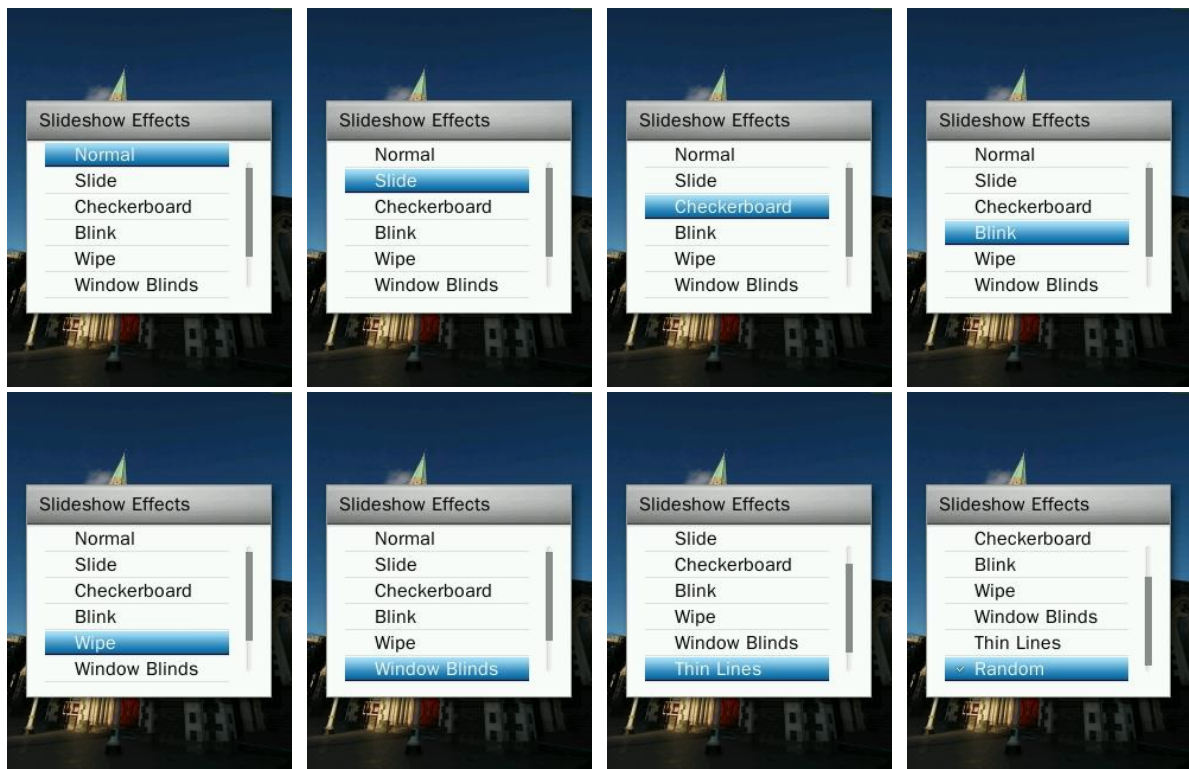 Slideshow Effects
Normal
Slide
Checkerboard
Blink
Wipe
Window Blinds
Slideshow Effects
Normal
Slide
Checkerboard
Blink
Wipe
Window Blinds
Slideshow Effects
Normal
Slide
Checkerboard
Blink
Wipe
Window Blinds
Slideshow Effects
Normal
Slide
Checkerboard
Blink
Wipe
Window Blinds
Slideshow Effects
Normal
Slide
Checkerboard
Blink
Wipe
Window Blinds
Slideshow Effects
Normal
Slide
Checkerboard
Blink
Wipe
Window Blinds
Slideshow Effects
Slide
Checkerboard
Blink
Wipe
Window Blinds
Thin Lines
Slideshow Effects
Checkerboard
Blink
Wipe
Window Blinds
Thin Lines
Random